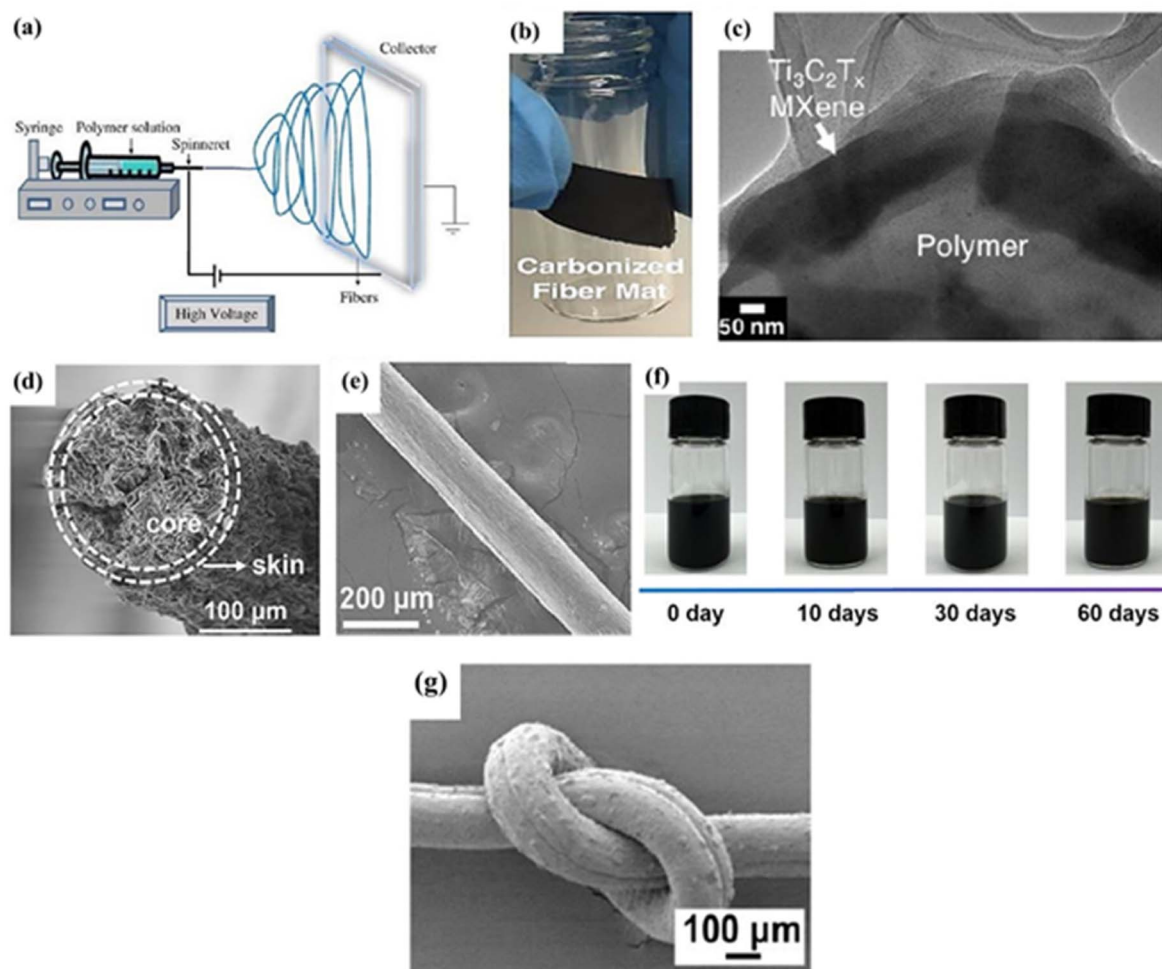 (a)
Collector
Syringe
Polymer solution
Spinneret
Fibers
High Voltage
(b)
Carbonized
Fiber Mat
(c)
Ti₃C₂Tₓ
MXene
Polymer
50 nm
(d)
core
skin
100 µm
(e)
200 µm
(f)
0 day
10 days
30 days
60 days
(g)
100 µm